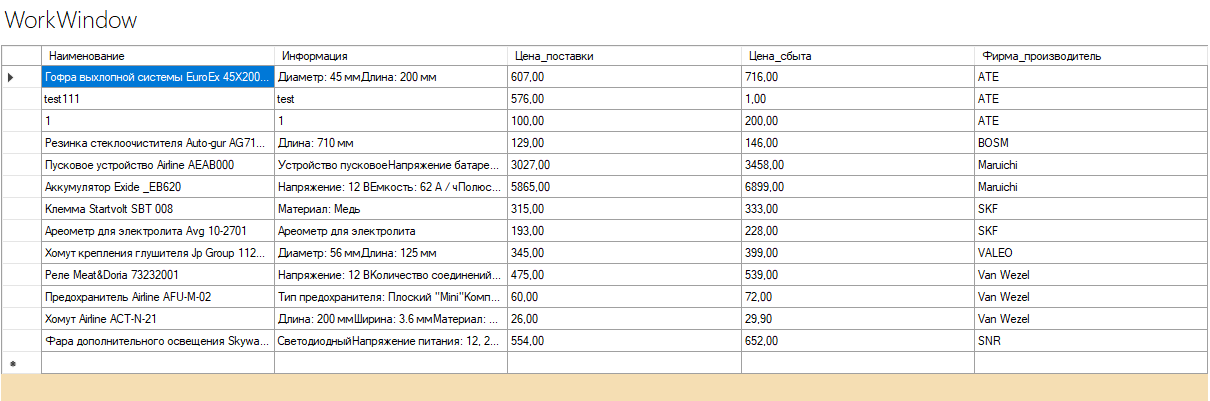 WorkWindow
Наименование Информация Цена_поставки Цена_сбыта Фирма_производитель
Гофра выхлопной системы EuroEx 45X200... Диаметр: 45 ммДлина: 200 мм 607,00 716,00 ATE
test111 test 576,00 1,00 ATE
1 1 100,00 200,00 ATE
Резинка стеклоочистителя Auto-gur AG71... Длина: 710 мм 129,00 146,00 BOSM
Пусковое устройство Airline AEAB000 Устройство пусковоеНапряжение батаре... 3027,00 3458,00 Maruichi
Аккумулятор Exide _EB620 Напряжение: 12 ВЕмкость: 62 А / чПолюс... 5865,00 6899,00 Maruichi
Клемма Startvolt SBT 008 Материал: Медь 315,00 333,00 SKF
Ареометр для электролита Avg 10-2701 Ареометр для электролита 193,00 228,00 SKF
Хомут крепления глушителя Jp Group 112... Диаметр: 56 ммДлина: 125 мм 345,00 399,00 VALEO
Реле Meat&Doria 73232001 Напряжение: 12 ВКоличество соединений... 475,00 539,00 Van Wezel
Предохранитель Airline AFU-M-02 Тип предохранителя: Плоский "Mini"Комп... 60,00 72,00 Van Wezel
Хомут Airline ACT-N-21 Длина: 200 ммШирина: 3.6 ммМатериал: ... 26,00 29,90 Van Wezel
Фара дополнительного освещения Skywa... СветодиодныйНапряжение питания: 12, 2... 554,00 652,00 SNR